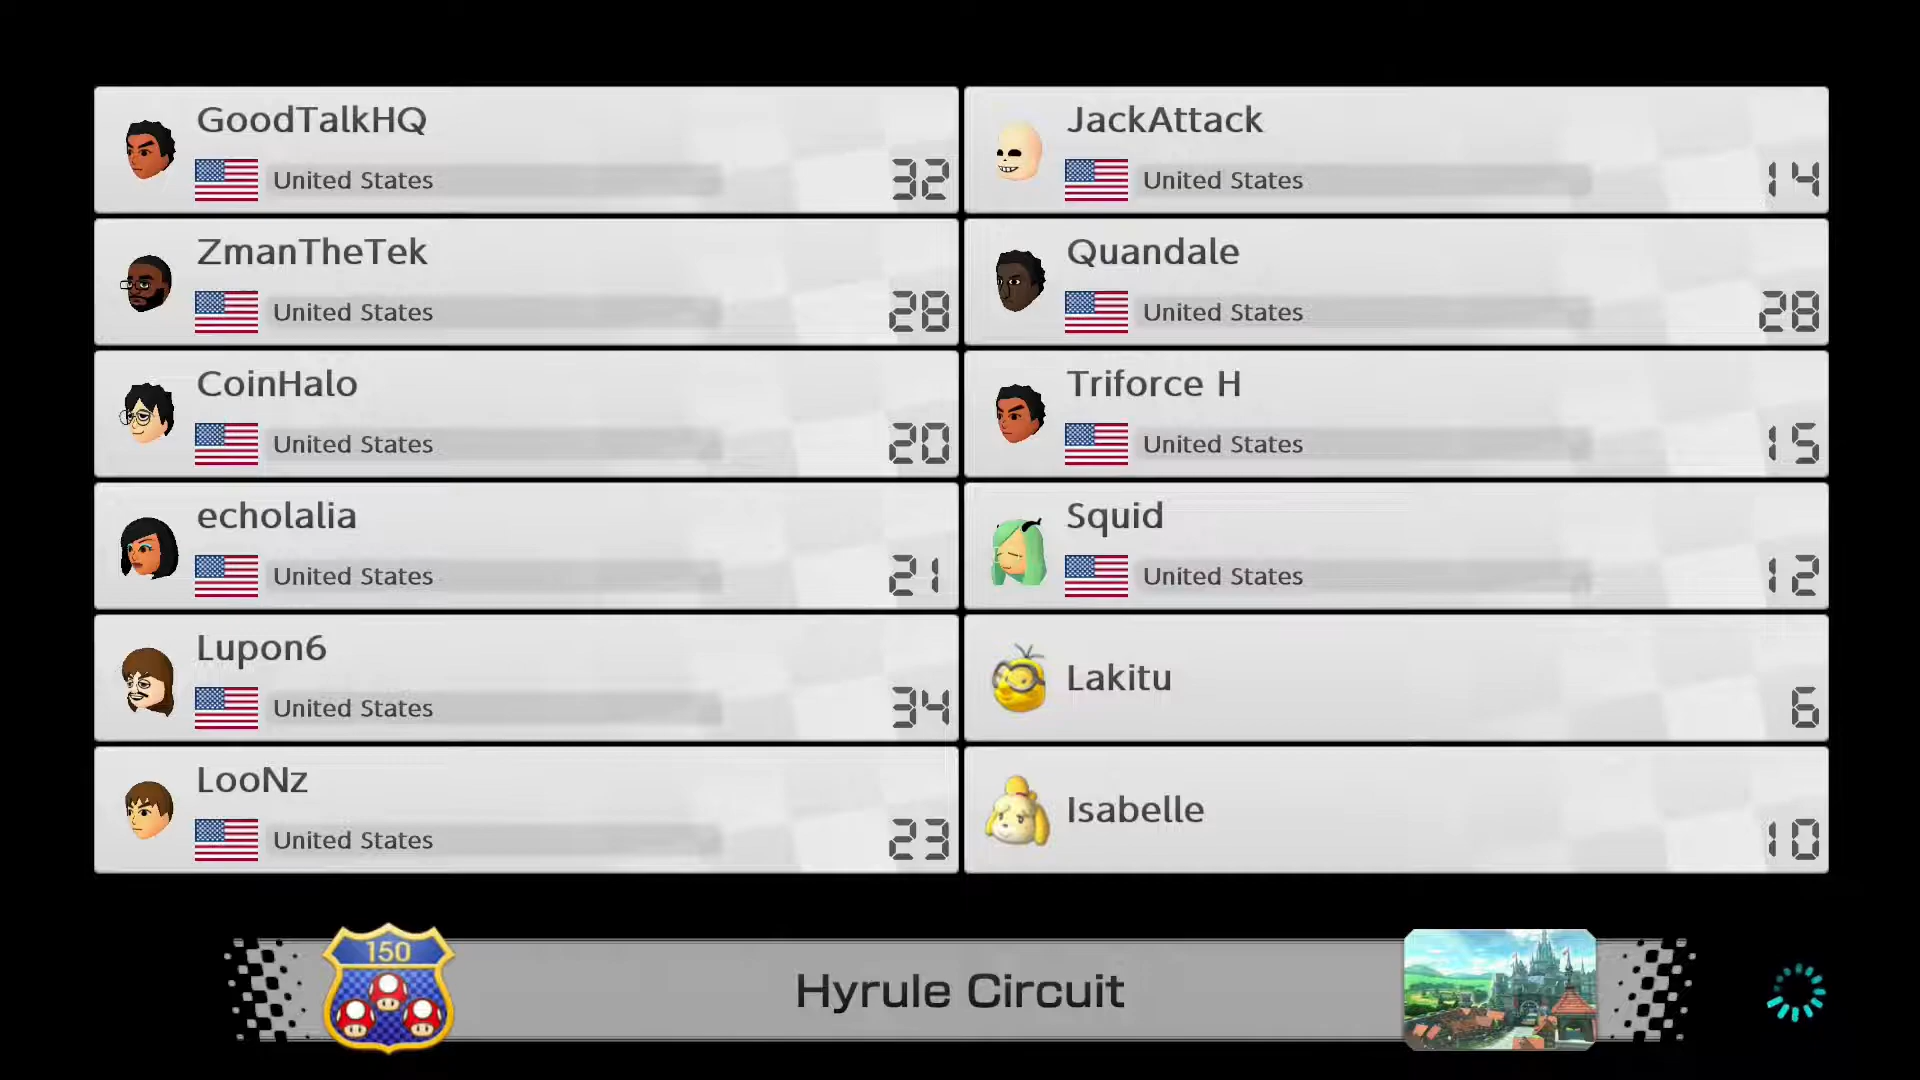 GoodTalkHQ
United States
32
ZmanTheTek
United States
28
CoinHalo
United States
20
echolalia
United States
21
Lupon6
United States
34
LooNz
United States
23
JackAttack
United States
14
Quandale
United States
28
Triforce H
United States
15
Squid
United States
12
Lakitu
6
Isabelle
10
150
Hyrule Circuit